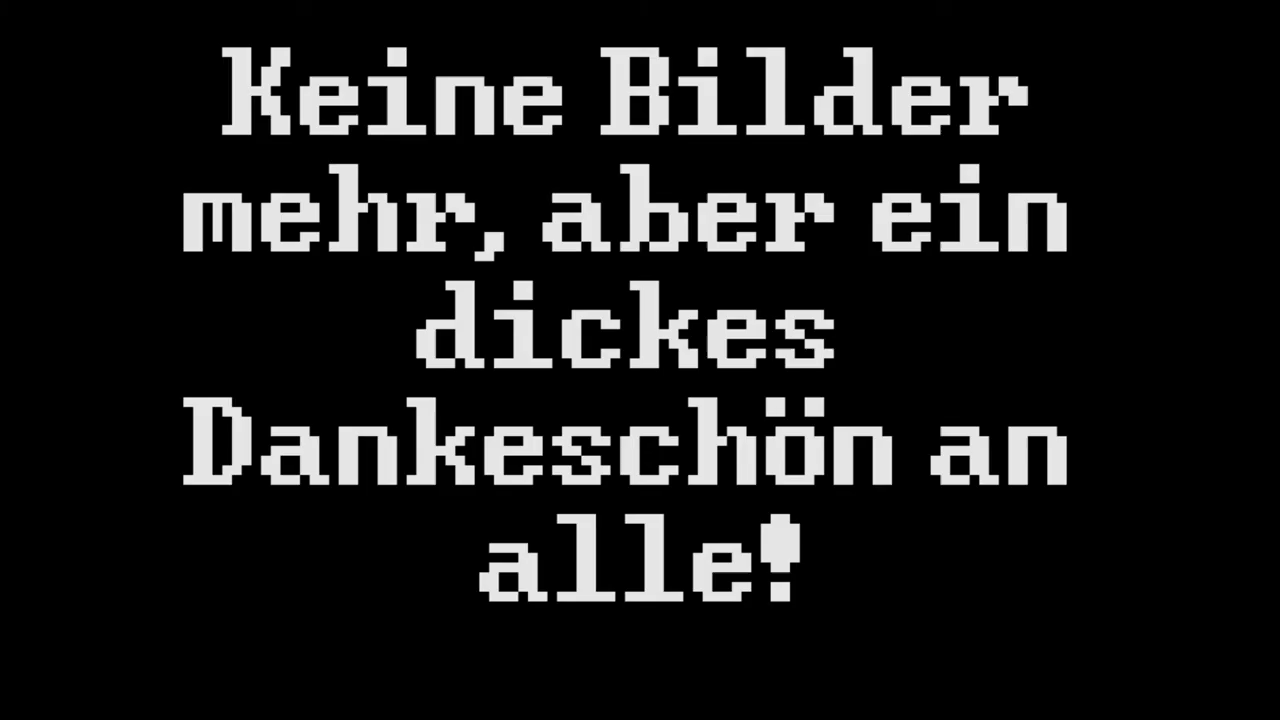 Keine Bilder
mehr, aber ein
dickes
Dankeschön an
alle!